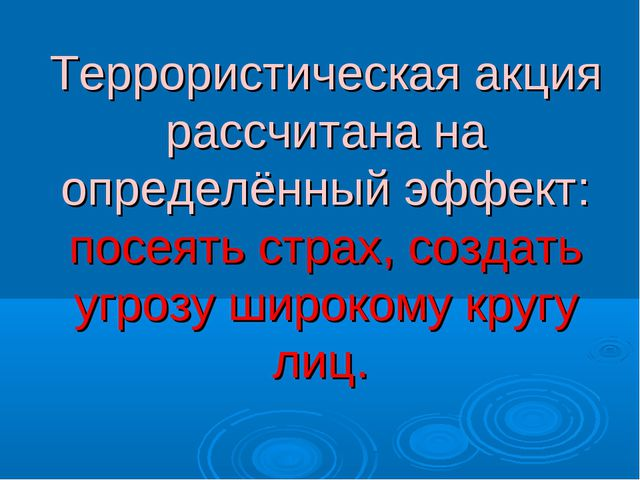 Террористическая акция
рассчитана на
определённый эффект:
посеять страх, создать
угрозу широкому кругу
лиц.